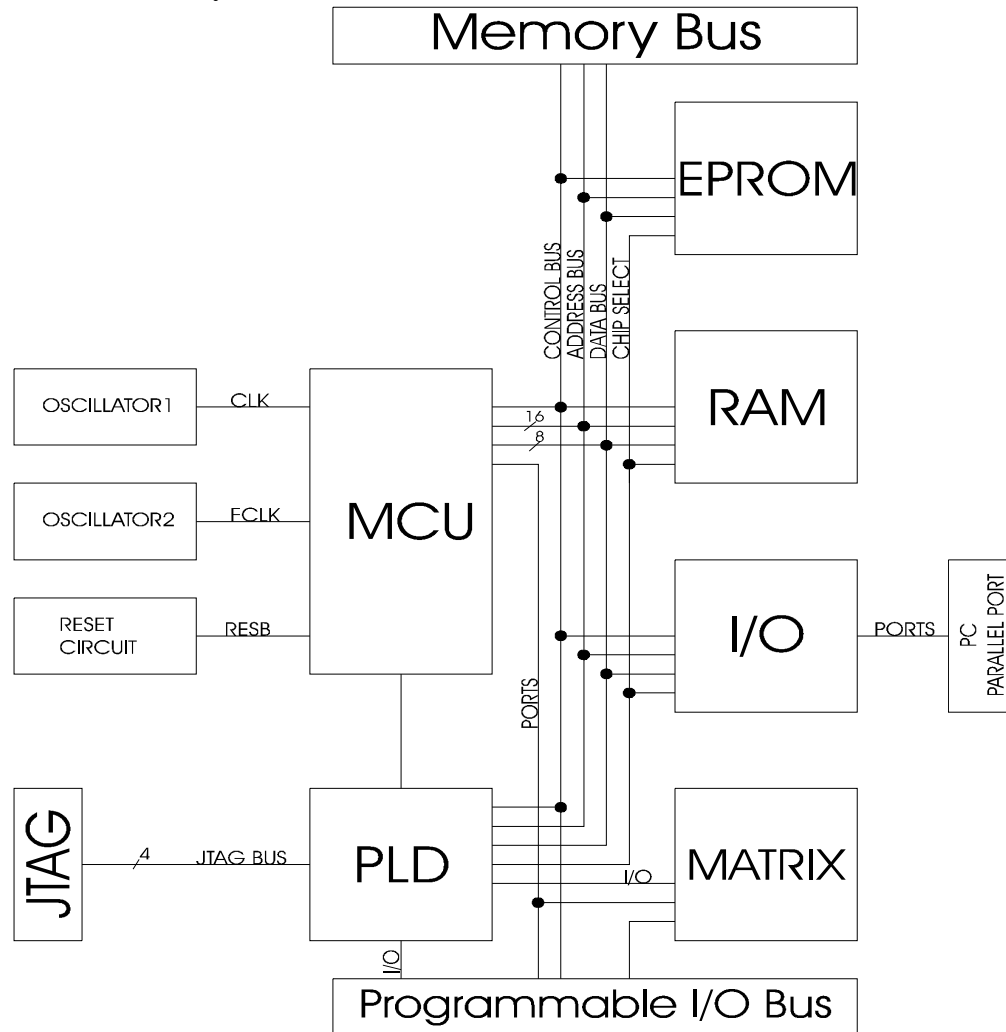 Memory Bus
EPROM
CONTROL BUS
ADDRESS BUS
DATA BUS
CHIP SELECT
OSCILLATOR1
CLK
16
8
RAM
MCU
OSCILLATOR2
FCLK
RESET
CIRCUIT
RESB
I/O
PORTS
PC
PARALLEL PORT
PORTS
JTAG
4
JTAG BUS
PLD
I/O
MATRIX
I/O
Programmable I/O Bus